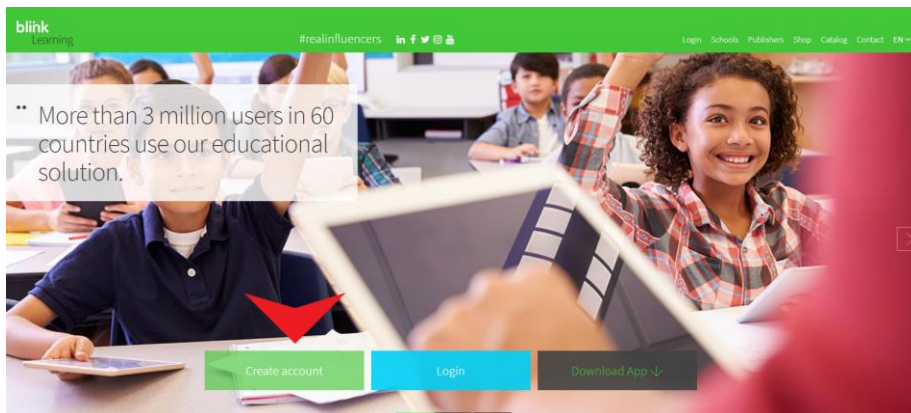 blink
Learning
#realinfluencers
Login Schools Publishers Shop Catalog Contact EN
More than 3 million users in 60
countries use our educational
solution.
Create account
Login
Download App